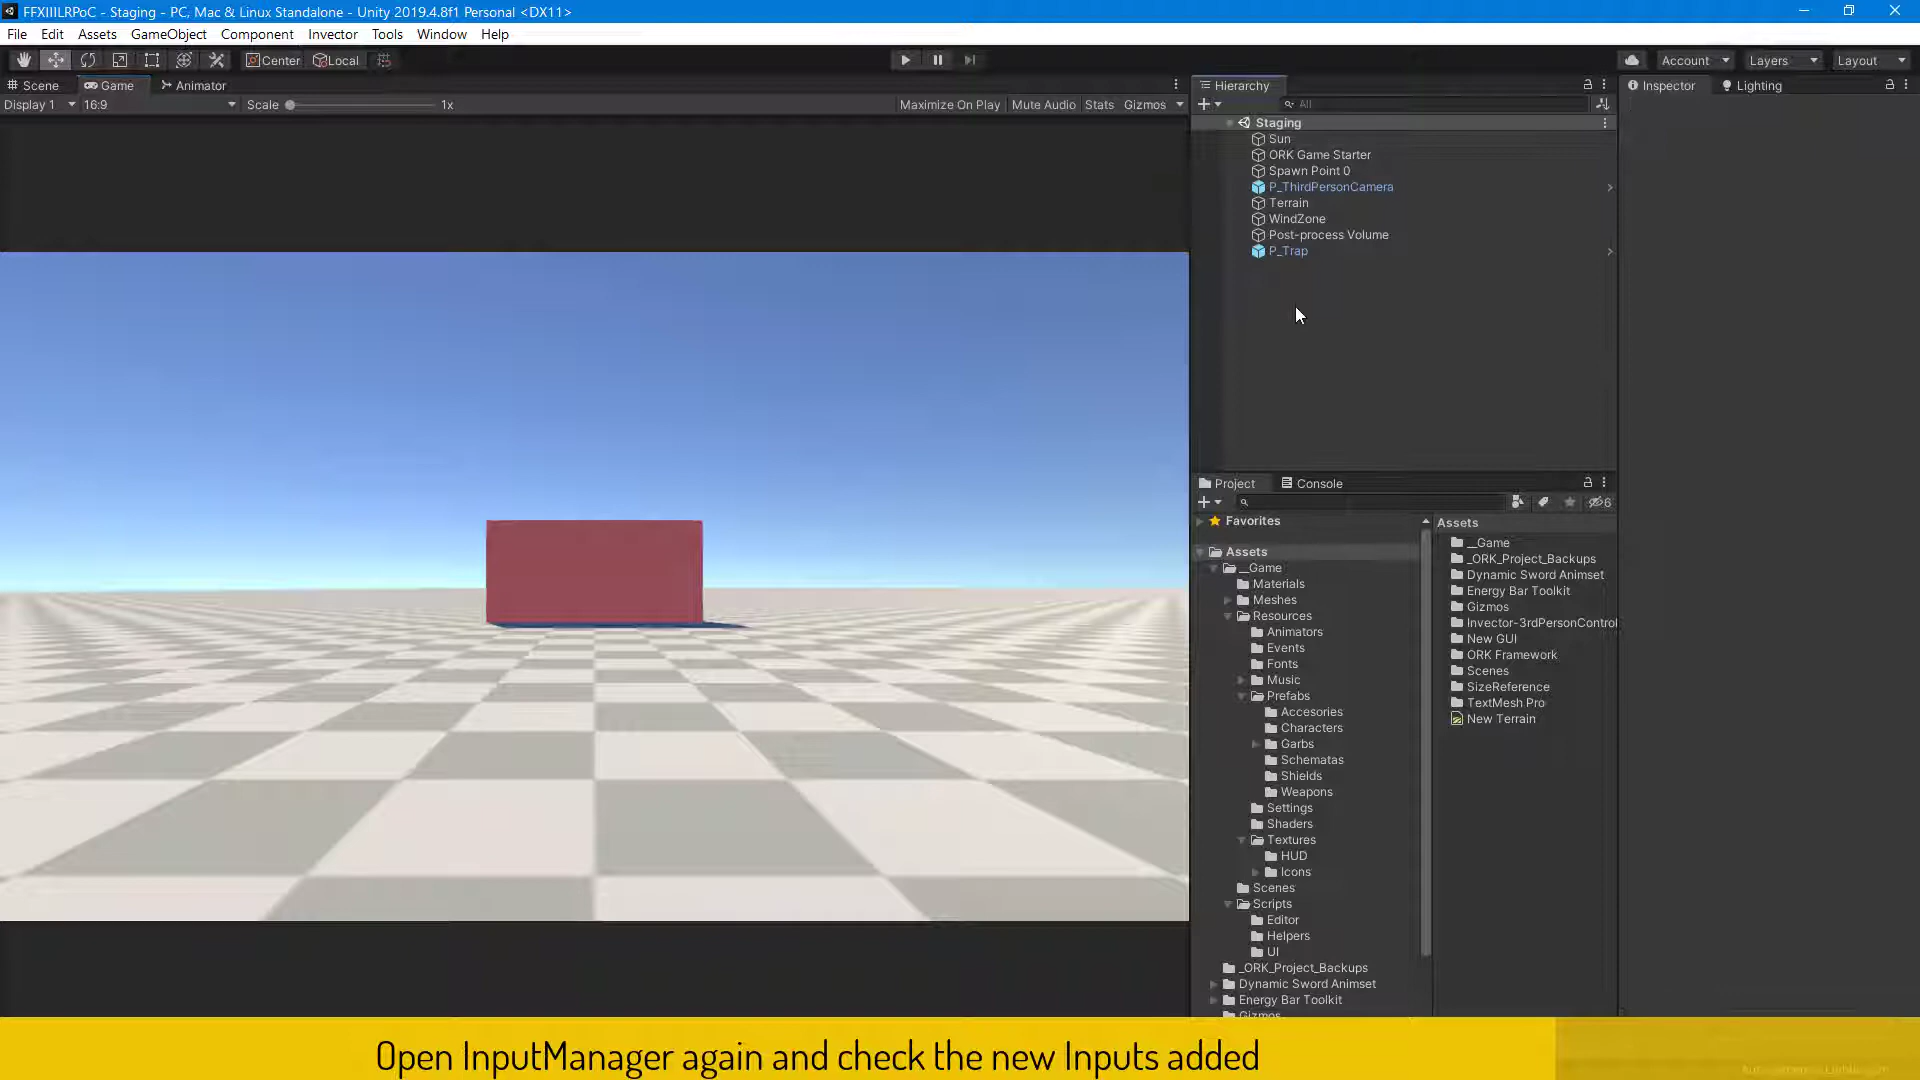 FFXIIILRPoC - Staging - PC, Mac & Linux Standalone - Unity 2019.4.8f1 Personal <DX11>
File Edit Assets GameObject Component Invector Tools Window Help
Center Local Account Layers Layout
Scene Game Animator
Display 1 16:9 Scale 1x Maximize On Play Mute Audio Stats Gizmos
Hierarchy
All
Staging
Sun
ORK Game Starter
Spawn Point 0
P_ThirdPersonCamera
Terrain
WindZone
Post-process Volume
P_Trap
Inspector Lighting
Project Console
6
Favorites
Assets
__Game
Materials
Meshes
Resources
Animators
Events
Fonts
Music
Prefabs
Accesories
Characters
Garbs
Schematas
Shields
Weapons
Settings
Shaders
Textures
HUD
Icons
Scenes
Scripts
Editor
Helpers
UI
_ORK_Project_Backups
Dynamic Sword Animset
Energy Bar Toolkit
Gizmos
Assets
__Game
_ORK_Project_Backups
Dynamic Sword Animset
Energy Bar Toolkit
Gizmos
Invector-3rdPersonControl
New GUI
ORK Framework
Scenes
SizeReference
TextMesh Pro
New Terrain
Open InputManager again and check the new Inputs added